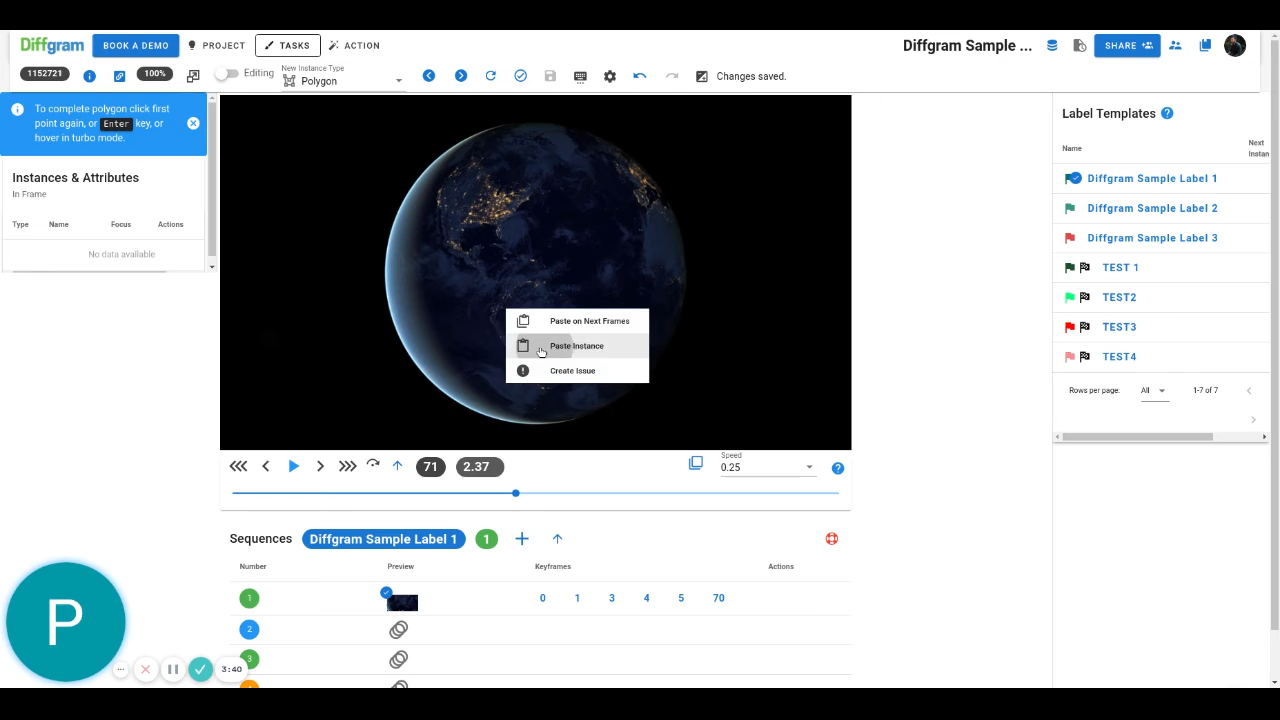 Diffgram BOOK A DEMO PROJECT TASKS ACTION Diffgram Sample ... SHARE
1152721 100% Editing New Instance Type Polygon Changes saved.
To complete polygon click first
point again, or Enter key, or
hover in turbo mode.
Instances & Attributes
In Frame
Type Name Focus Actions
No data available
Paste on Next Frames
Paste Instance
Create Issue
71 2.37 Speed 0.25
Sequences Diffgram Sample Label 1 1
Number Preview Keyframes Actions
1 0 1 3 4 5 70
2
3
P
3:40
Label Templates
Name Next Instan
Diffgram Sample Label 1
Diffgram Sample Label 2
Diffgram Sample Label 3
TEST 1
TEST2
TEST3
TEST4
Rows per page: All 1-7 of 7